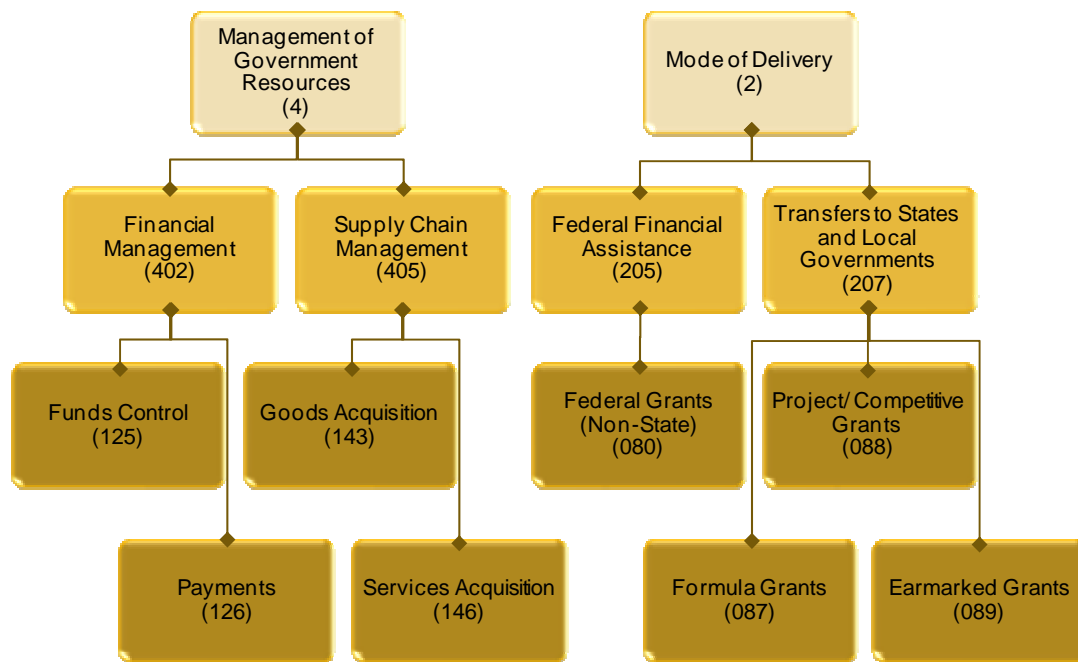 Management of
Government
Resources
(4)
Mode of Delivery
(2)
Financial
Management
(402)
Supply Chain
Management
(405)
Federal Financial
Assistance
(205)
Transfers to States
and Local
Governments
(207)
Funds Control
(125)
Goods Acquisition
(143)
Federal Grants
(Non-State)
(080)
Project/ Competitive
Grants
(088)
Payments
(126)
Services Acquisition
(146)
Formula Grants
(087)
Earmarked Grants
(089)